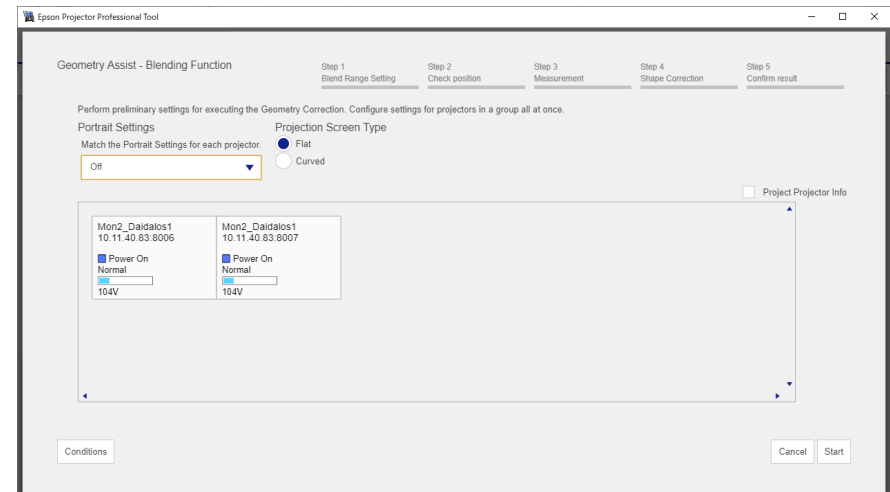 Epson Projector Professional Tool
Geometry Assist - Blending Function
Step 1
Blend Range Setting
Step 2
Check position
Step 3
Measurement
Step 4
Shape Correction
Step 5
Confirm result
Perform preliminary settings for executing the Geometry Correction. Configure settings for projectors in a group all at once.
Portrait Settings
Match the Portrait Settings for each projector.
Off
Projection Screen Type
Flat
Curved
Project Projector Info
Mon2_Daidalos1
10.11.40.83:8006
Power On
Normal
104V
Mon2_Daidalos1
10.11.40.83:8007
Power On
Normal
104V
Conditions
Cancel
Start